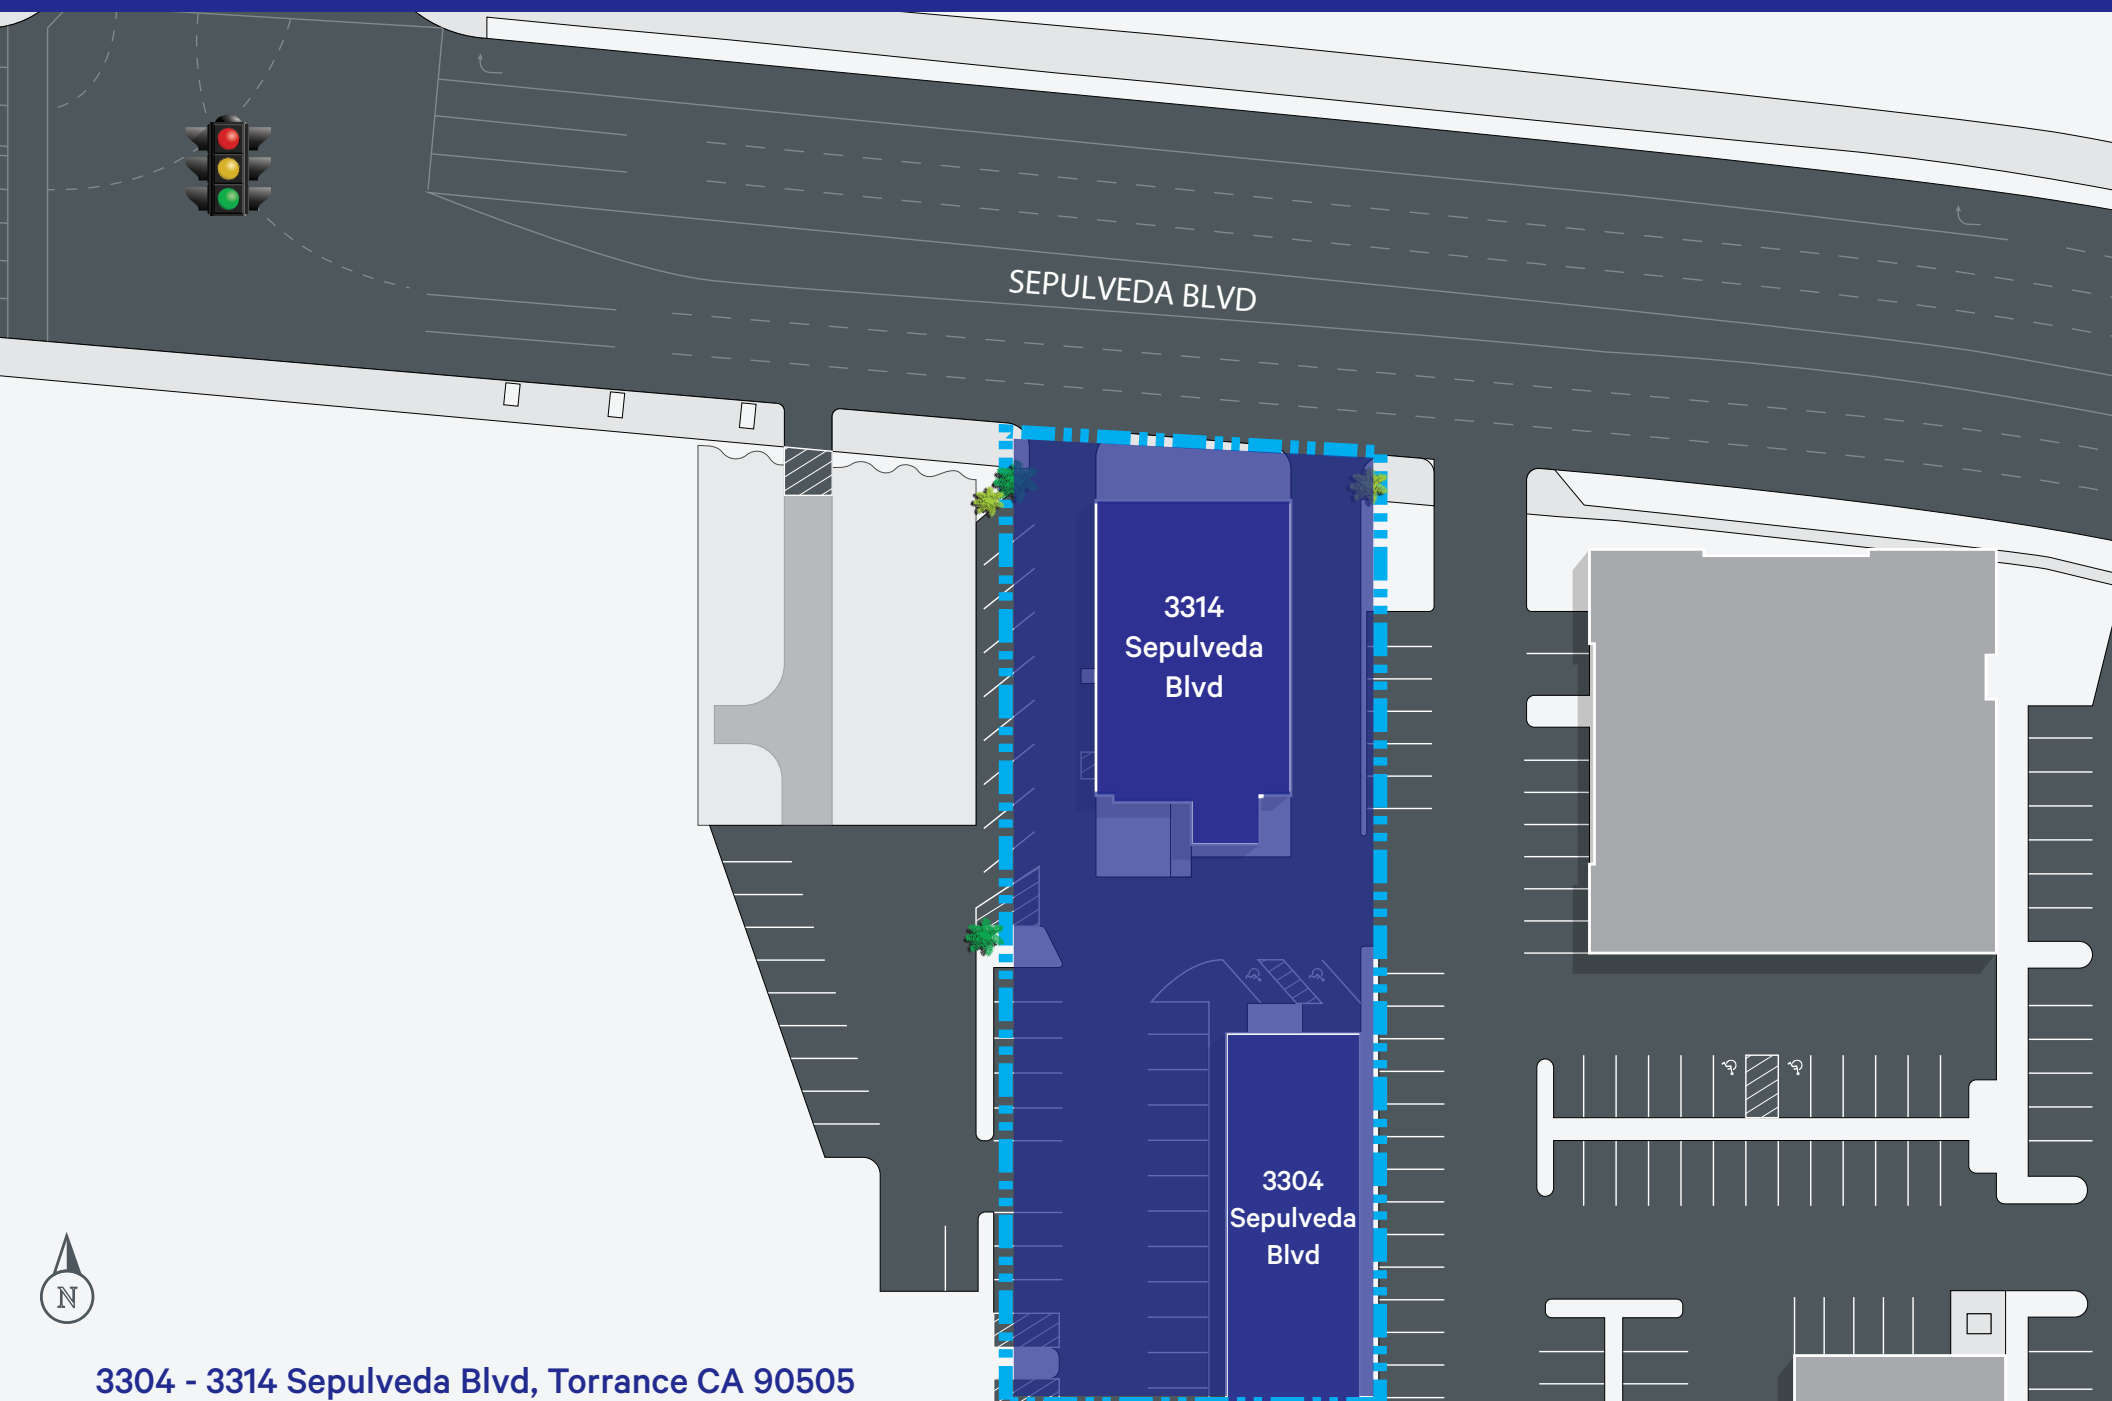 SEPULVEDA BLVD
3314
Sepulveda
Blvd
3304
Sepulveda
Blvd
N
3304 - 3314 Sepulveda Blvd, Torrance CA 90505